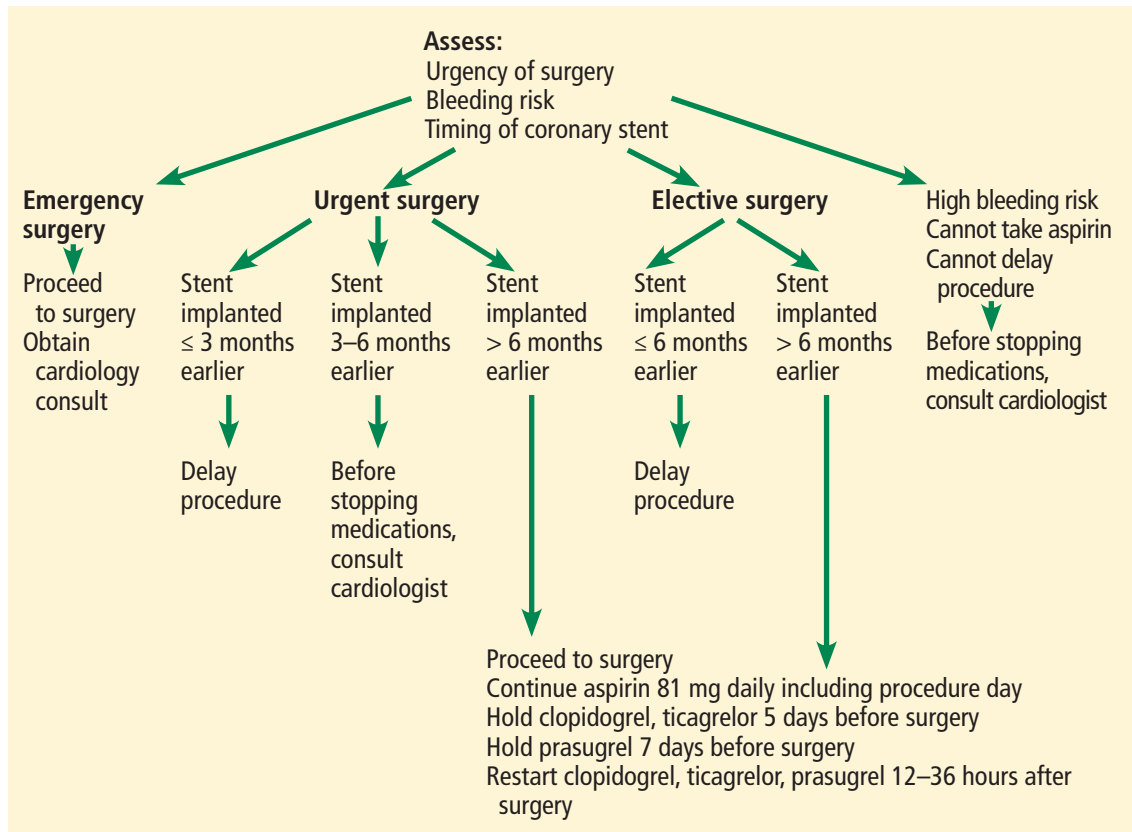 Assess:
Urgency of surgery
Bleeding risk
Timing of coronary stent
Emergency
surgery
Proceed
to surgery
Obtain
cardiology
consult
Urgent surgery
Stent
implanted
≤ 3 months
earlier
Delay
procedure
Stent
implanted
3–6 months
earlier
Before
stopping
medications,
consult
cardiologist
Stent
implanted
> 6 months
earlier
Elective surgery
Stent
implanted
≤ 6 months
earlier
Delay
procedure
Stent
implanted
> 6 months
earlier
Proceed to surgery
Continue aspirin 81 mg daily including procedure day
Hold clopidogrel, ticagrelor 5 days before surgery
Hold prasugrel 7 days before surgery
Restart clopidogrel, ticagrelor, prasugrel 12–36 hours after
surgery
High bleeding risk
Cannot take aspirin
Cannot delay
procedure
Before stopping
medications,
consult cardiologist